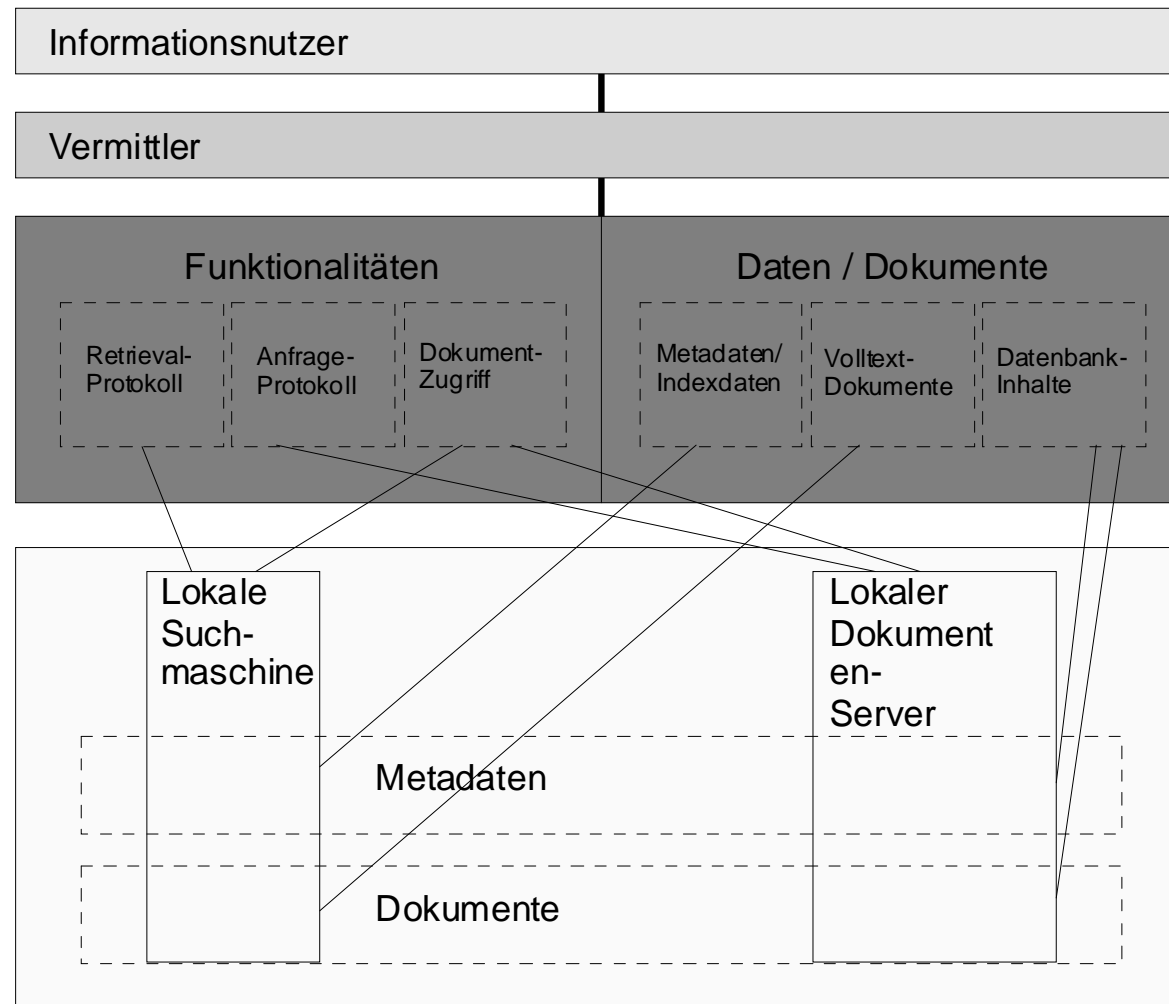 Informationsnutzer
Vermittler
Funktionalitäten
Daten / Dokumente
Retrieval-
Protokoll
Anfrage-
Protokoll
Dokument-
Zugriff
Metadaten/
Indexdaten
Volltext-
Dokumente
Datenbank-
Inhalte
Lokale
Such-
maschine
Lokaler
Dokument
en-
Server
Metadaten
Dokumente